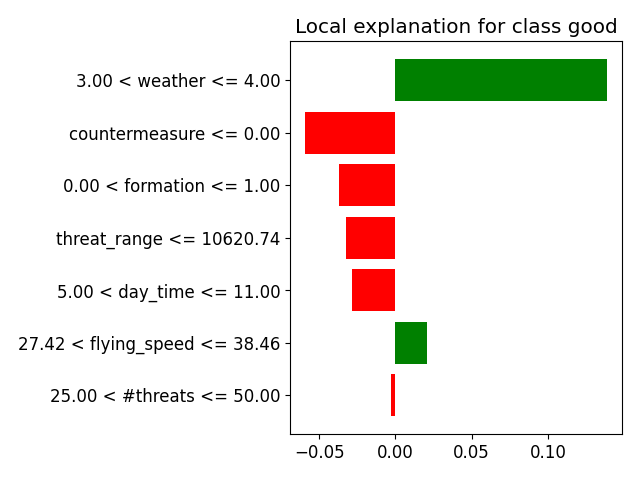 Local explanation for class good
3.00 < weather <= 4.00
countermeasure <= 0.00
0.00 < formation <= 1.00
threat_range <= 10620.74
5.00 < day_time <= 11.00
27.42 < flying_speed <= 38.46
25.00 < #threats <= 50.00
−0.05 0.00 0.05 0.10